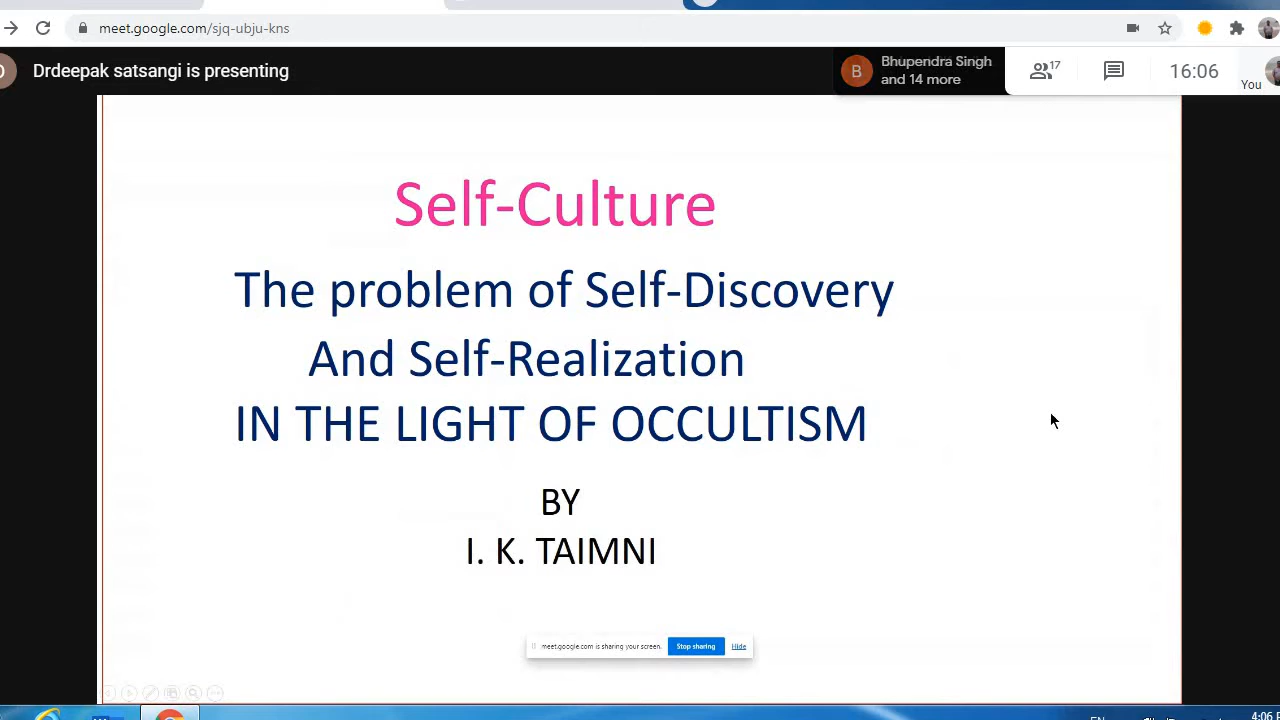 meet.google.com/sjq-ubju-kns
Drdeepak satsangi is presenting
B
Bhupendra Singh
and 14 more
17
16:06
You
Self-Culture
The problem of Self-Discovery
And Self-Realization
IN THE LIGHT OF OCCULTISM
BY
I. K. TAIMNI
meet.google.com is sharing your screen.
Stop sharing
Hide
4:06